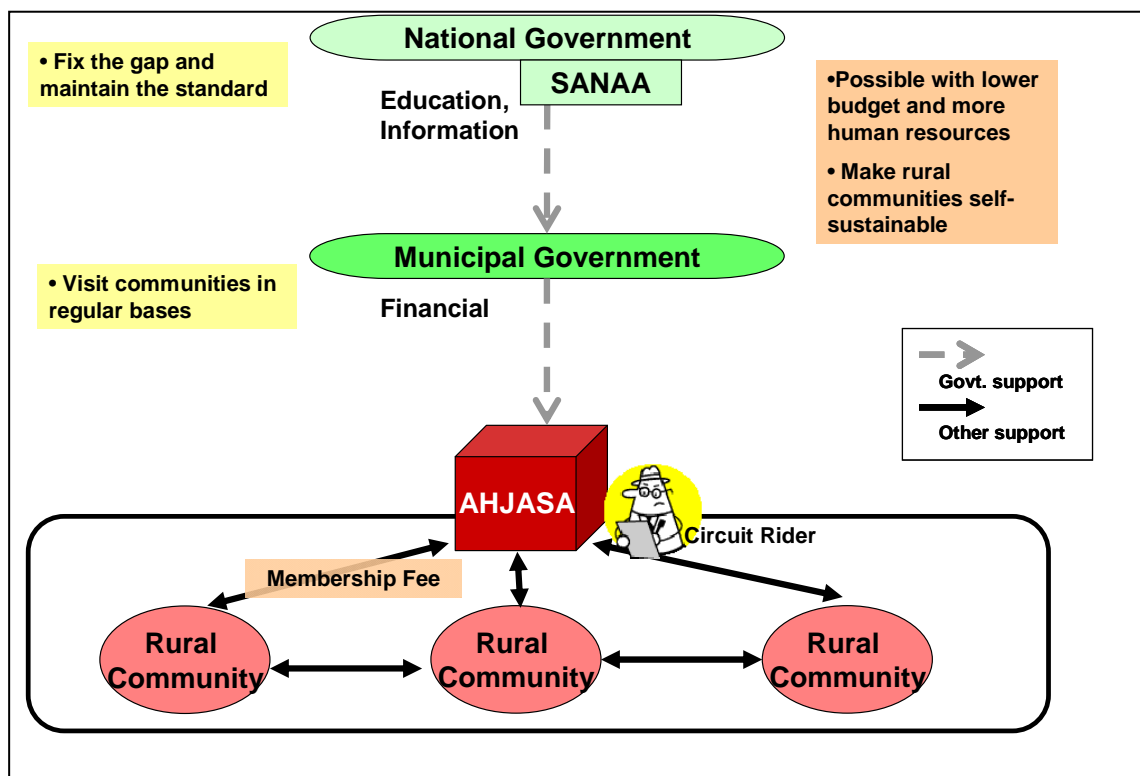 National Government
SANAA
• Fix the gap and
maintain the standard
Education,
Information
•Possible with lower
budget and more
human resources
• Make rural
communities self-
sustainable
Municipal Government
• Visit communities in
regular bases
Financial
Govt. support
Other support
AHJASA
Circuit Rider
Membership Fee
Rural
Community
Rural
Community
Rural
Community